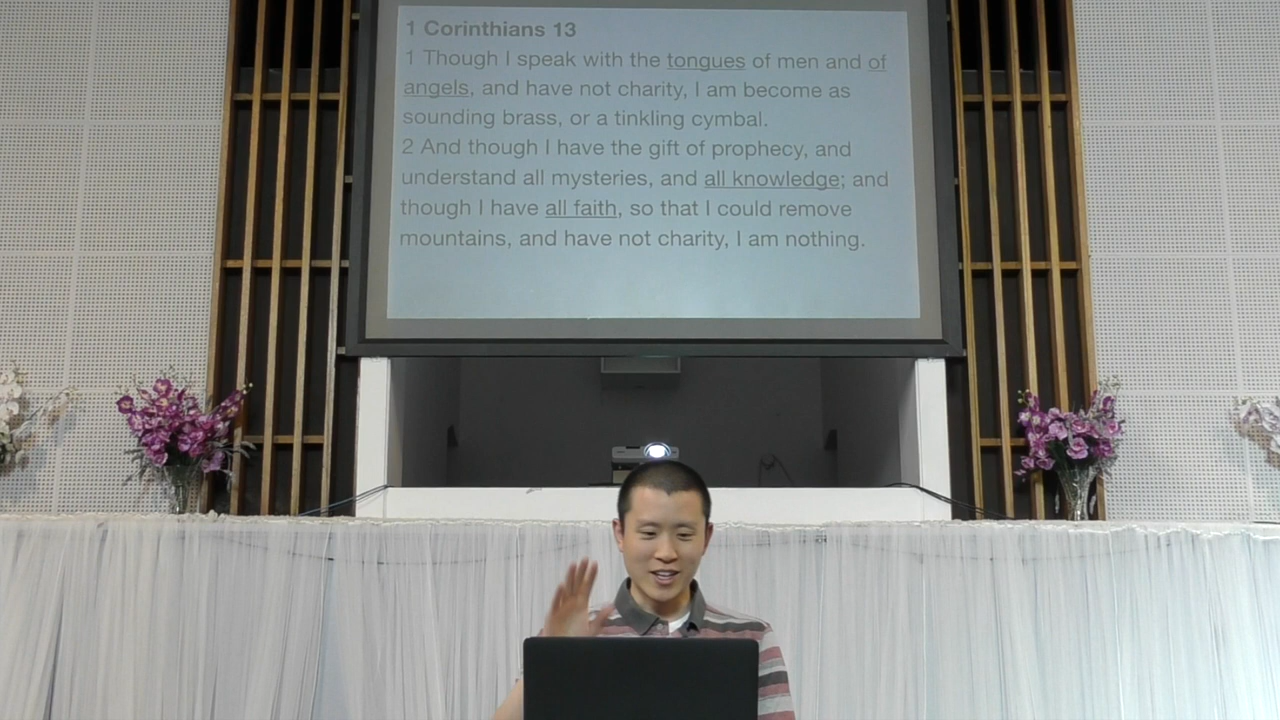 1 Corinthians 13
1 Though I speak with the tongues of men and of
angels, and have not charity, I am become as
sounding brass, or a tinkling cymbal.
2 And though I have the gift of prophecy, and
understand all mysteries, and all knowledge; and
though I have all faith, so that I could remove
mountains, and have not charity, I am nothing.